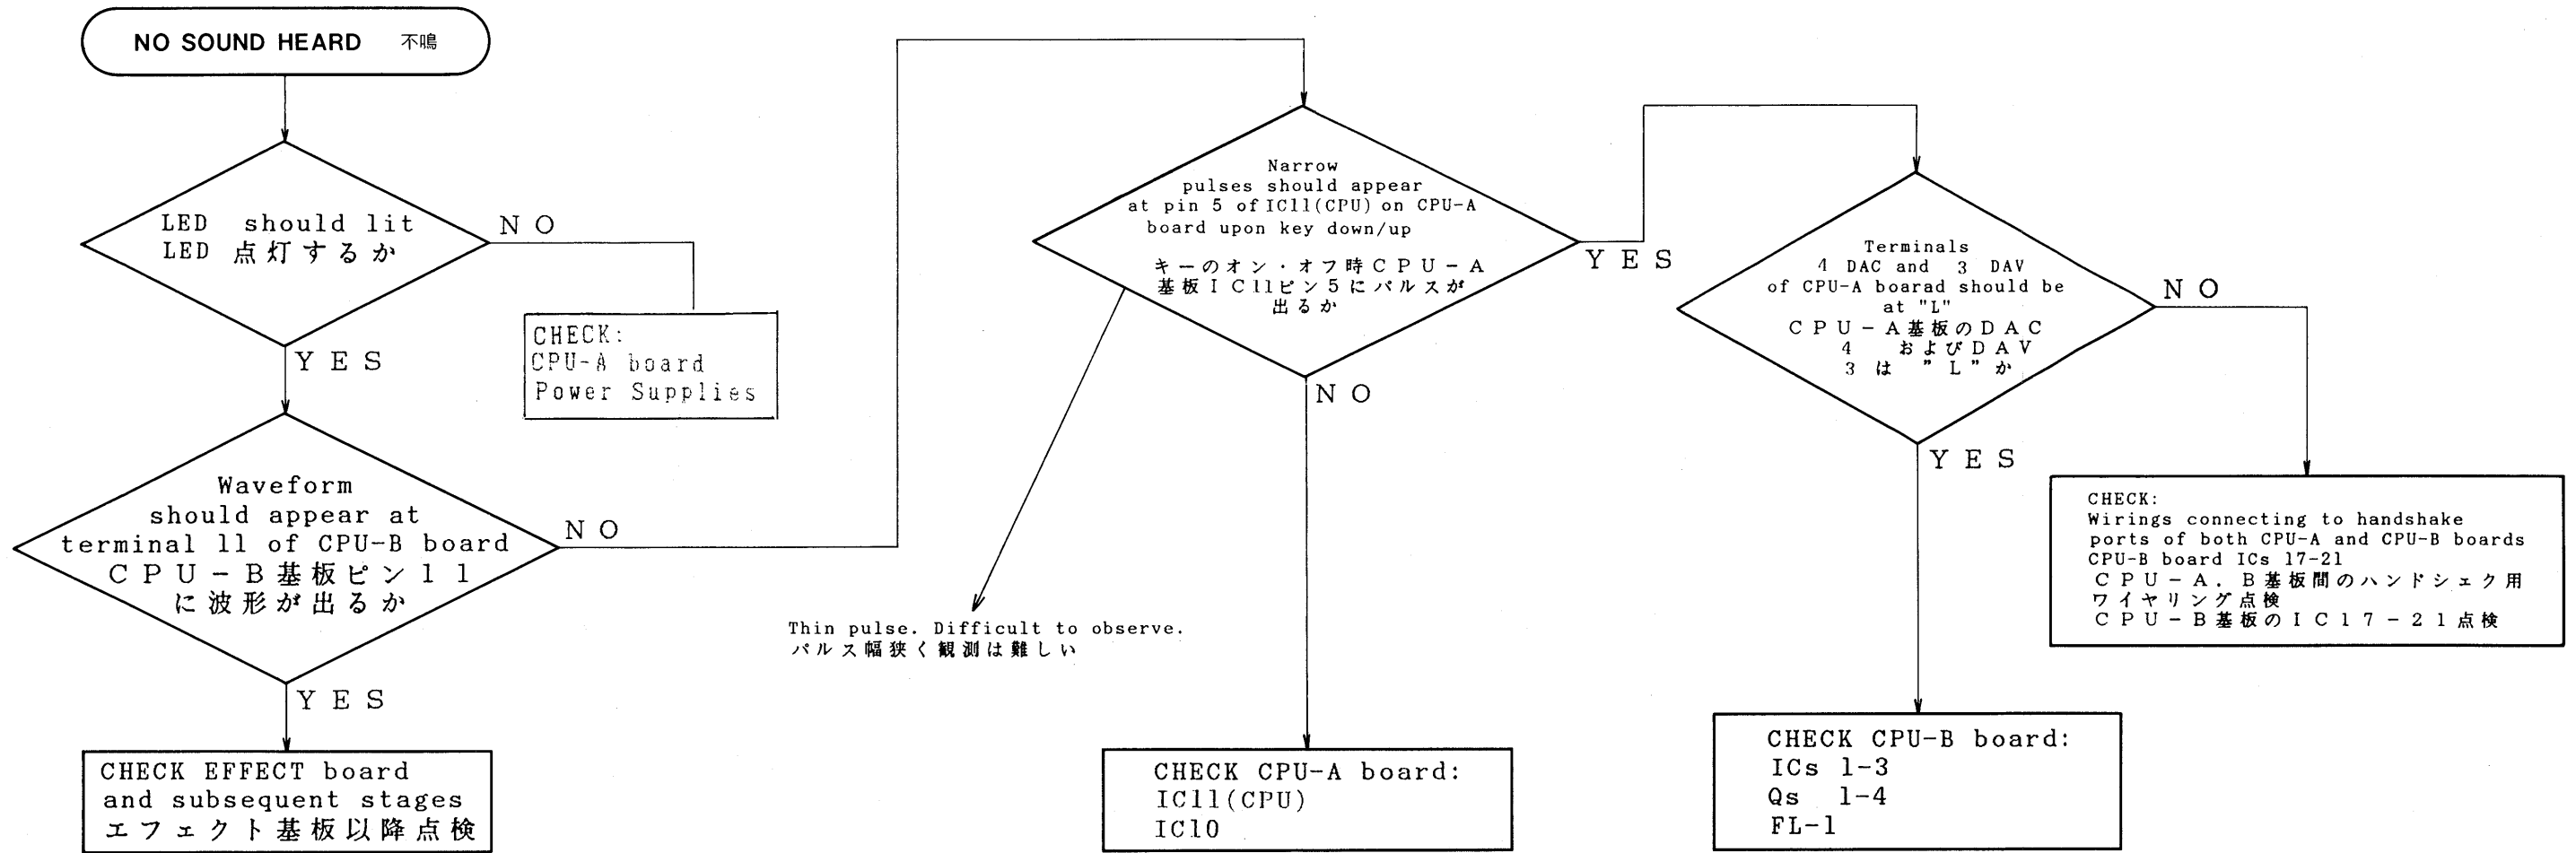 NO SOUND HEARD 不鳴
LED should lit
LED 点灯するか
NO
CHECK:
CPU-A board
Power Supplies
YES
Waveform
should appear at
terminal 11 of CPU-B board
CPU-B基板ピン11
に波形が出るか
NO
YES
CHECK EFFECT board
and subsequent stages
エフェクト基板以降点検
Narrow
pulses should appear
at pin 5 of IC11(CPU) on CPU-A
board upon key down/up
キーのオン・オフ時CPU-A
基板IC11ピン5にパルスが
出るか
Thin pulse. Difficult to observe.
パルス幅狭く観測は難しい
NO
CHECK CPU-A board:
IC11(CPU)
IC10
YES
Terminals
4 DAC and 3 DAV
of CPU-A boarad should be
at "L"
CPU-A基板のDAC
4 およびDAV
3 は "L"か
NO
CHECK:
Wirings connecting to handshake
ports of both CPU-A and CPU-B boards
CPU-B board ICs 17-21
CPU-A. B基板間のハンドシェク用
ワイヤリング点検
CPU-B基板のIC17-21点検
YES
CHECK CPU-B board:
ICs 1-3
Qs 1-4
FL-1